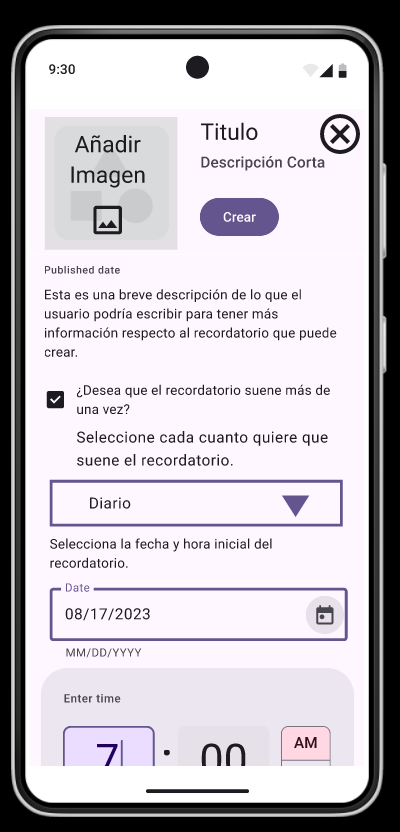 9:30
Añadir
Imagen
Titulo
Descripción Corta
Crear
Published date
Esta es una breve descripción de lo que el
usuario podría escribir para tener más
información respecto al recordatorio que puede
crear.
¿Desea que el recordatorio suene más de
una vez?
Seleccione cada cuanto quiere que
suene el recordatorio.
Diario
Selecciona la fecha y hora inicial del
recordatorio.
Date
08/17/2023
MM/DD/YYYY
Enter time
7 : 00 AM